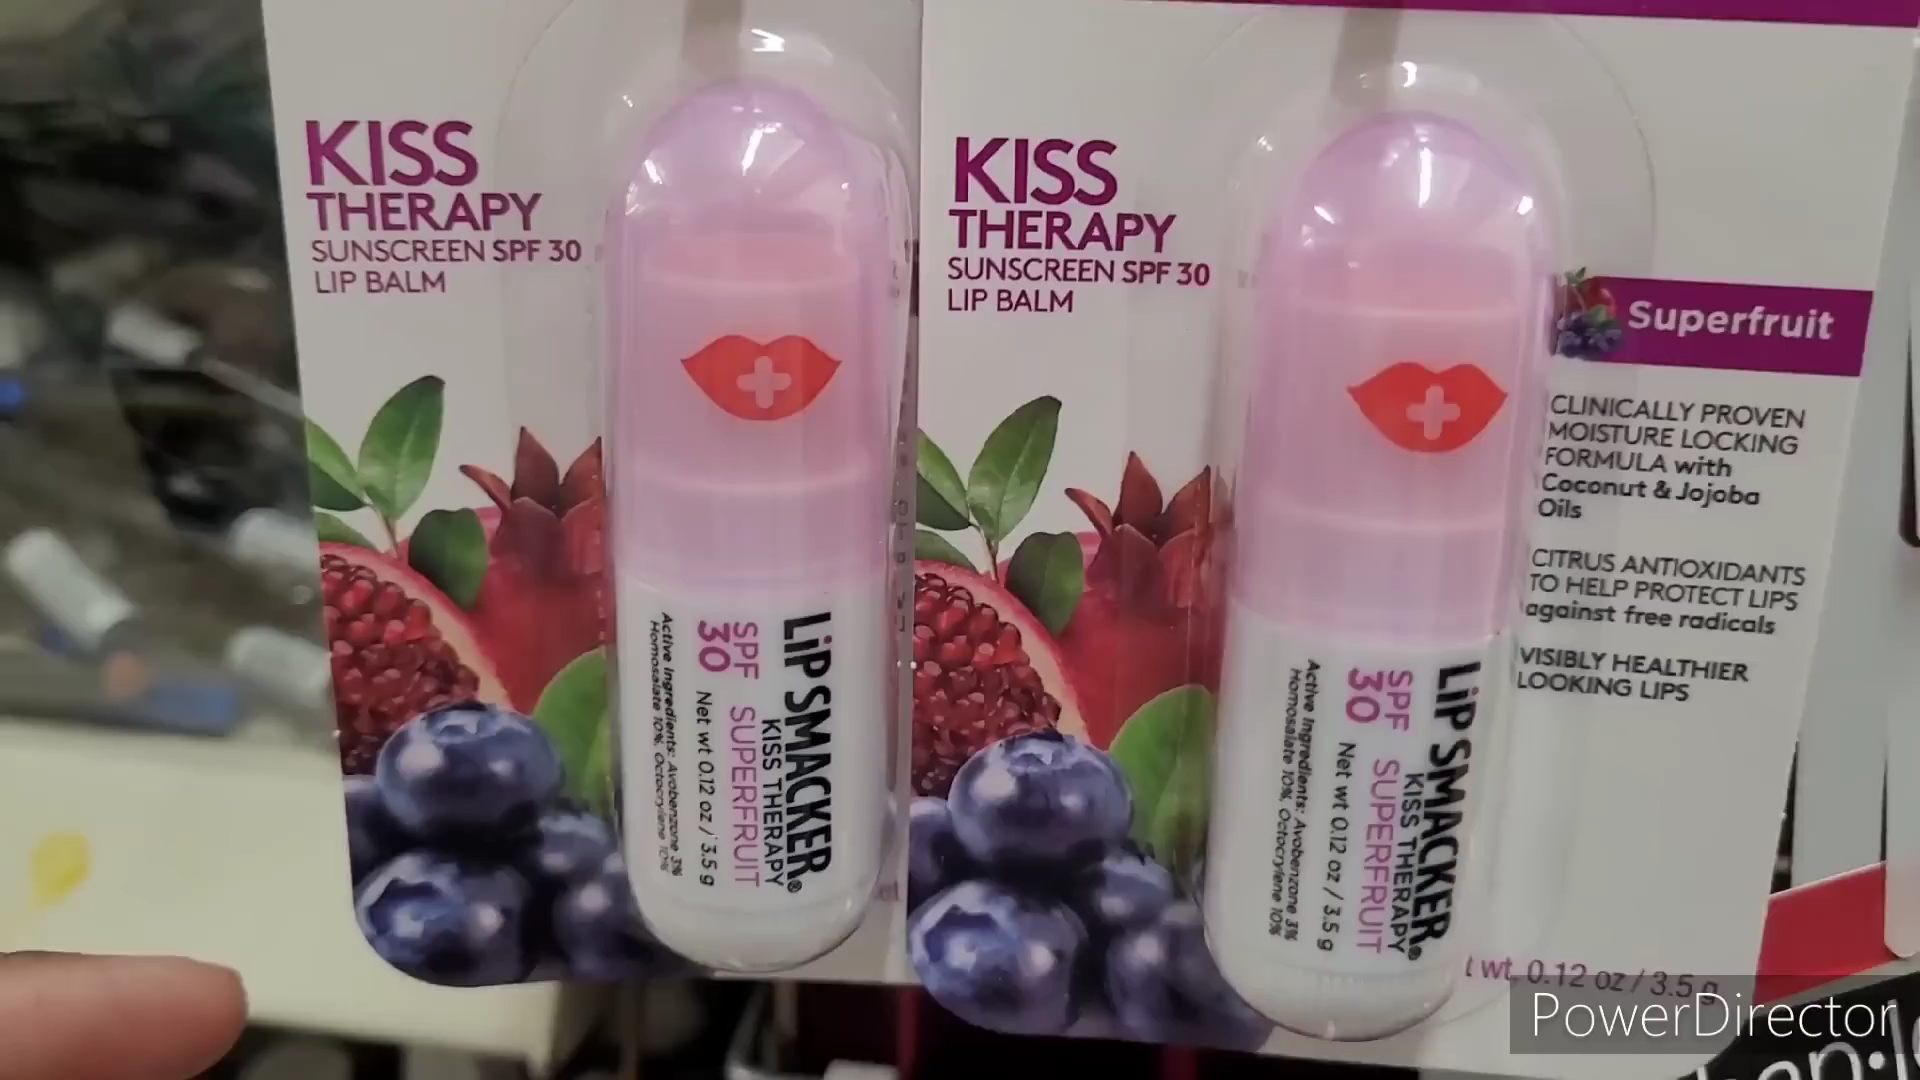 KISS
THERAPY
SUNSCREEN SPF 30
LIP BALM
LiP SMACKER®
KISS THERAPY
SPF SUPERFRUIT
30 Net wt 0.12 oz / 3.5 g
Active Ingredients: Avobenzone 3%
Homosalate 10%, Octocrylene 10%
KISS
THERAPY
SUNSCREEN SPF 30
LIP BALM
LiP SMACKER®
KISS THERAPY
SPF SUPERFRUIT
30 Net wt 0.12 oz / 3.5 g
Active Ingredients: Avobenzone 3%
Homosalate 10%, Octocrylene 10%
Superfruit
CLINICALLY PROVEN
MOISTURE LOCKING
FORMULA with
Coconut & Jojoba
Oils
CITRUS ANTIOXIDANTS
TO HELP PROTECT LIPS
against free radicals
VISIBLY HEALTHIER
LOOKING LIPS
t wt, 0.12 oz / 3.5 g
PowerDirector